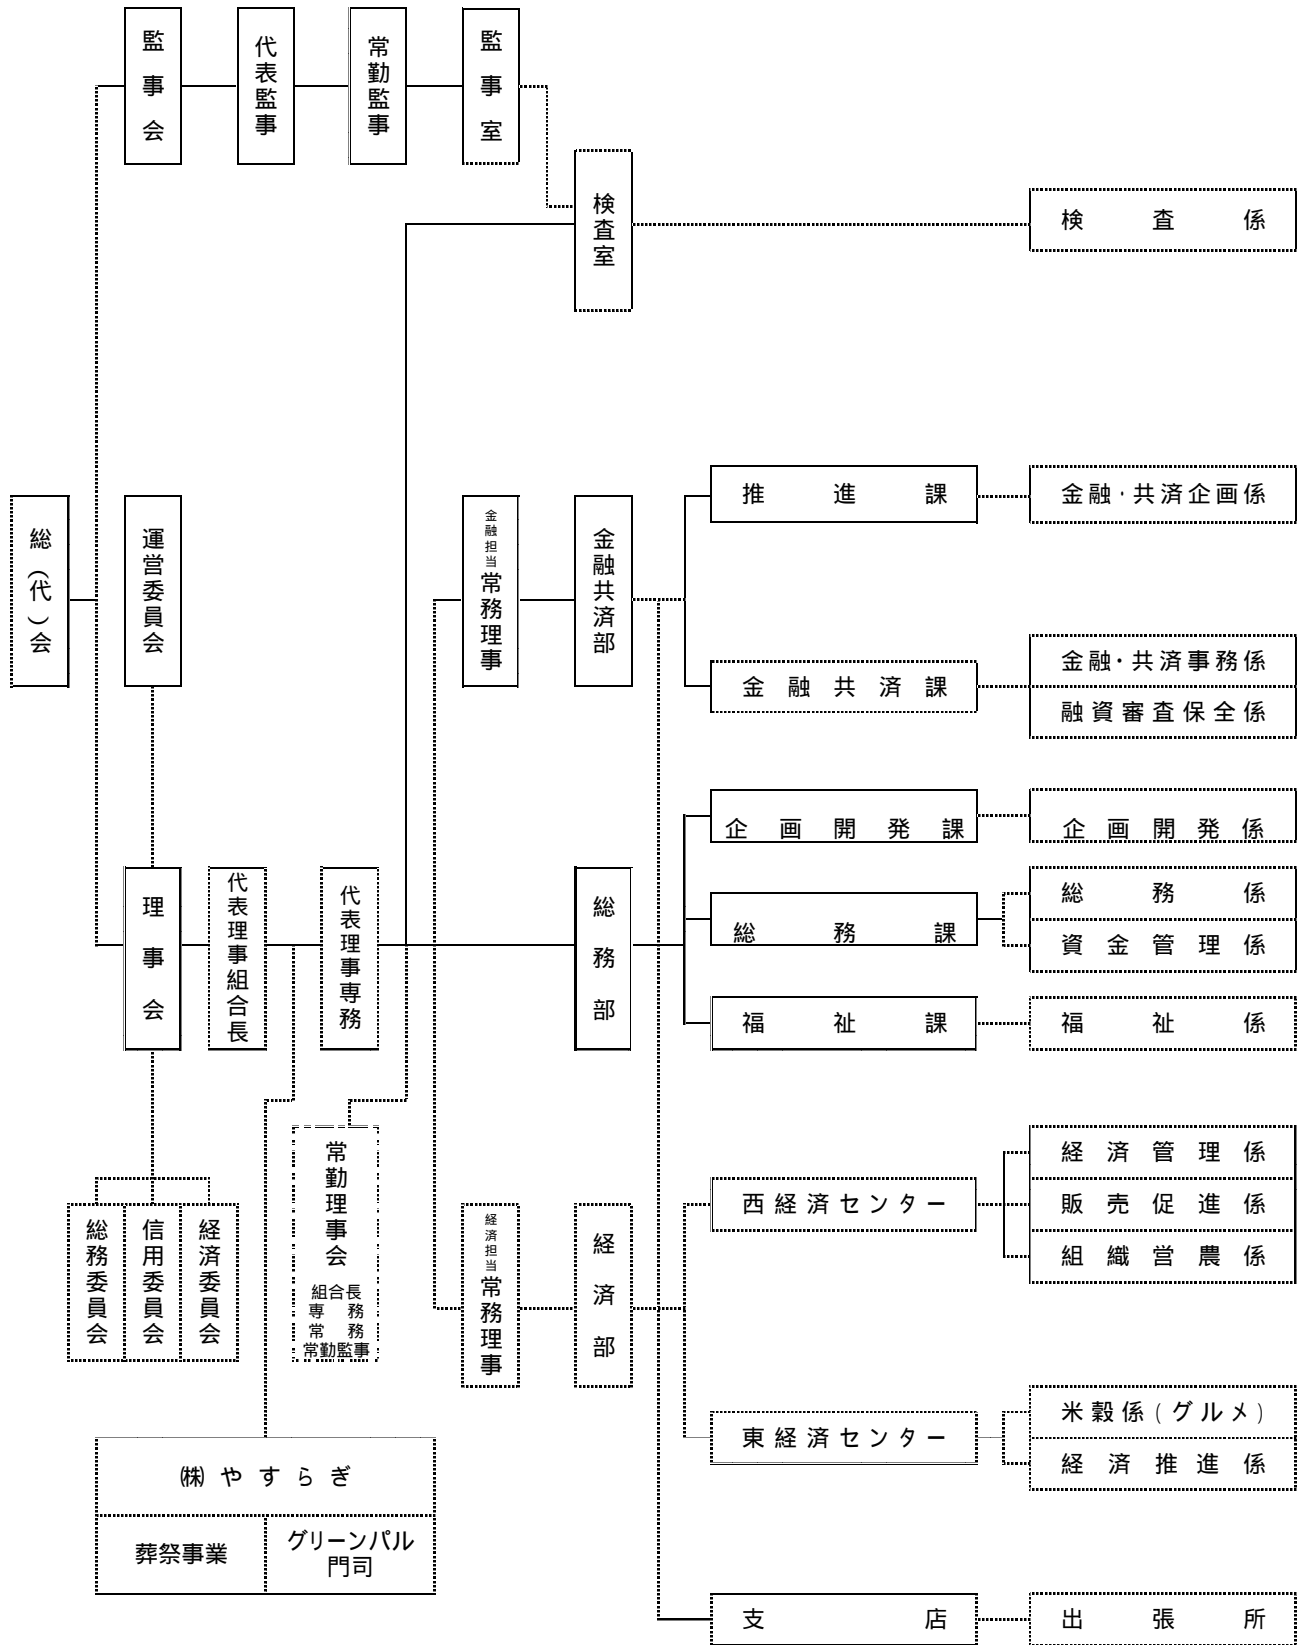 監事会
代表監事
常勤監事
監事室
検査室
検査係
総(代)会
運営委員会
金融担当常務理事
金融共済部
推進課
金融・共済企画係
金融共済課
金融・共済事務係
融資審査保全係
理事会
代表理事組合長
代表理事専務
総務部
企画開発課
企画開発係
総務課
総務係
資金管理係
福祉課
福祉係
総務委員会
信用委員会
経済委員会
常勤理事会
組合長
専務
常務
常勤監事
経済担当常務理事
経済部
西経済センター
経済管理係
販売促進係
組織営農係
東経済センター
米穀係(グルメ)
経済推進係
㈱やすらぎ
葬祭事業
グリーンパル
門司
支店
出張所